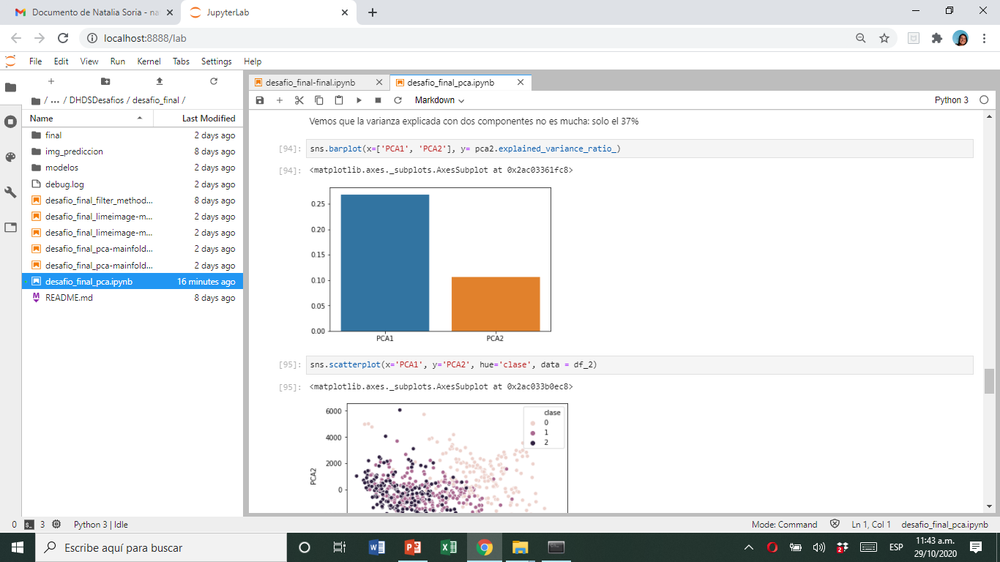 Documento de Natalia Soria - na
JupyterLab
localhost:8888/lab
File Edit View Run Kernel Tabs Settings Help
desafio_final-final.ipynb
desafio_final_pca.ipynb
/ ... / DHDSDesafios / desafio_final /
Markdown
Python 3
Name Last Modified
final 2 days ago
img_prediccion 8 days ago
modelos 2 days ago
debug.log 2 days ago
desafio_final_filter_method... 8 days ago
desafio_final_limeimage-m... 2 days ago
desafio_final_limeimage-m... 2 days ago
desafio_final_pca-mainfold... 2 days ago
desafio_final_pca-mainfold... 2 days ago
desafio_final_pca.ipynb 16 minutes ago
README.md 8 days ago
Vemos que la varianza explicada con dos componentes no es mucha: solo el 37%
[94]: sns.barplot(x=['PCA1', 'PCA2'], y= pca2.explained_variance_ratio_)
[94]: <matplotlib.axes._subplots.AxesSubplot at 0x2ac03361fc8>
0.25
0.20
0.15
0.10
0.05
0.00
PCA1 PCA2
[95]: sns.scatterplot(x='PCA1', y='PCA2', hue='clase', data = df_2)
[95]: <matplotlib.axes._subplots.AxesSubplot at 0x2ac033b0ec8>
6000
4000
2000
0
PCA2
clase
0
1
2
0 3 Python 3 | Idle
Mode: Command Ln 1, Col 1 desafio_final_pca.ipynb
Escribe aquí para buscar
2
ESP
11:43 a.m.
29/10/2020